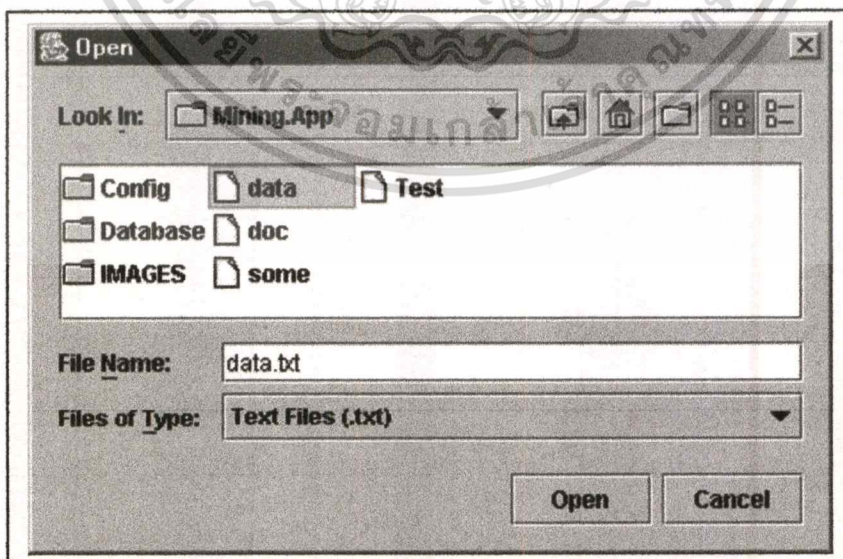 Open
Look In: Mining.App
Config data Test
Database doc
IMAGES some
File Name: data.txt
Files of Type: Text Files (.txt)
Open Cancel